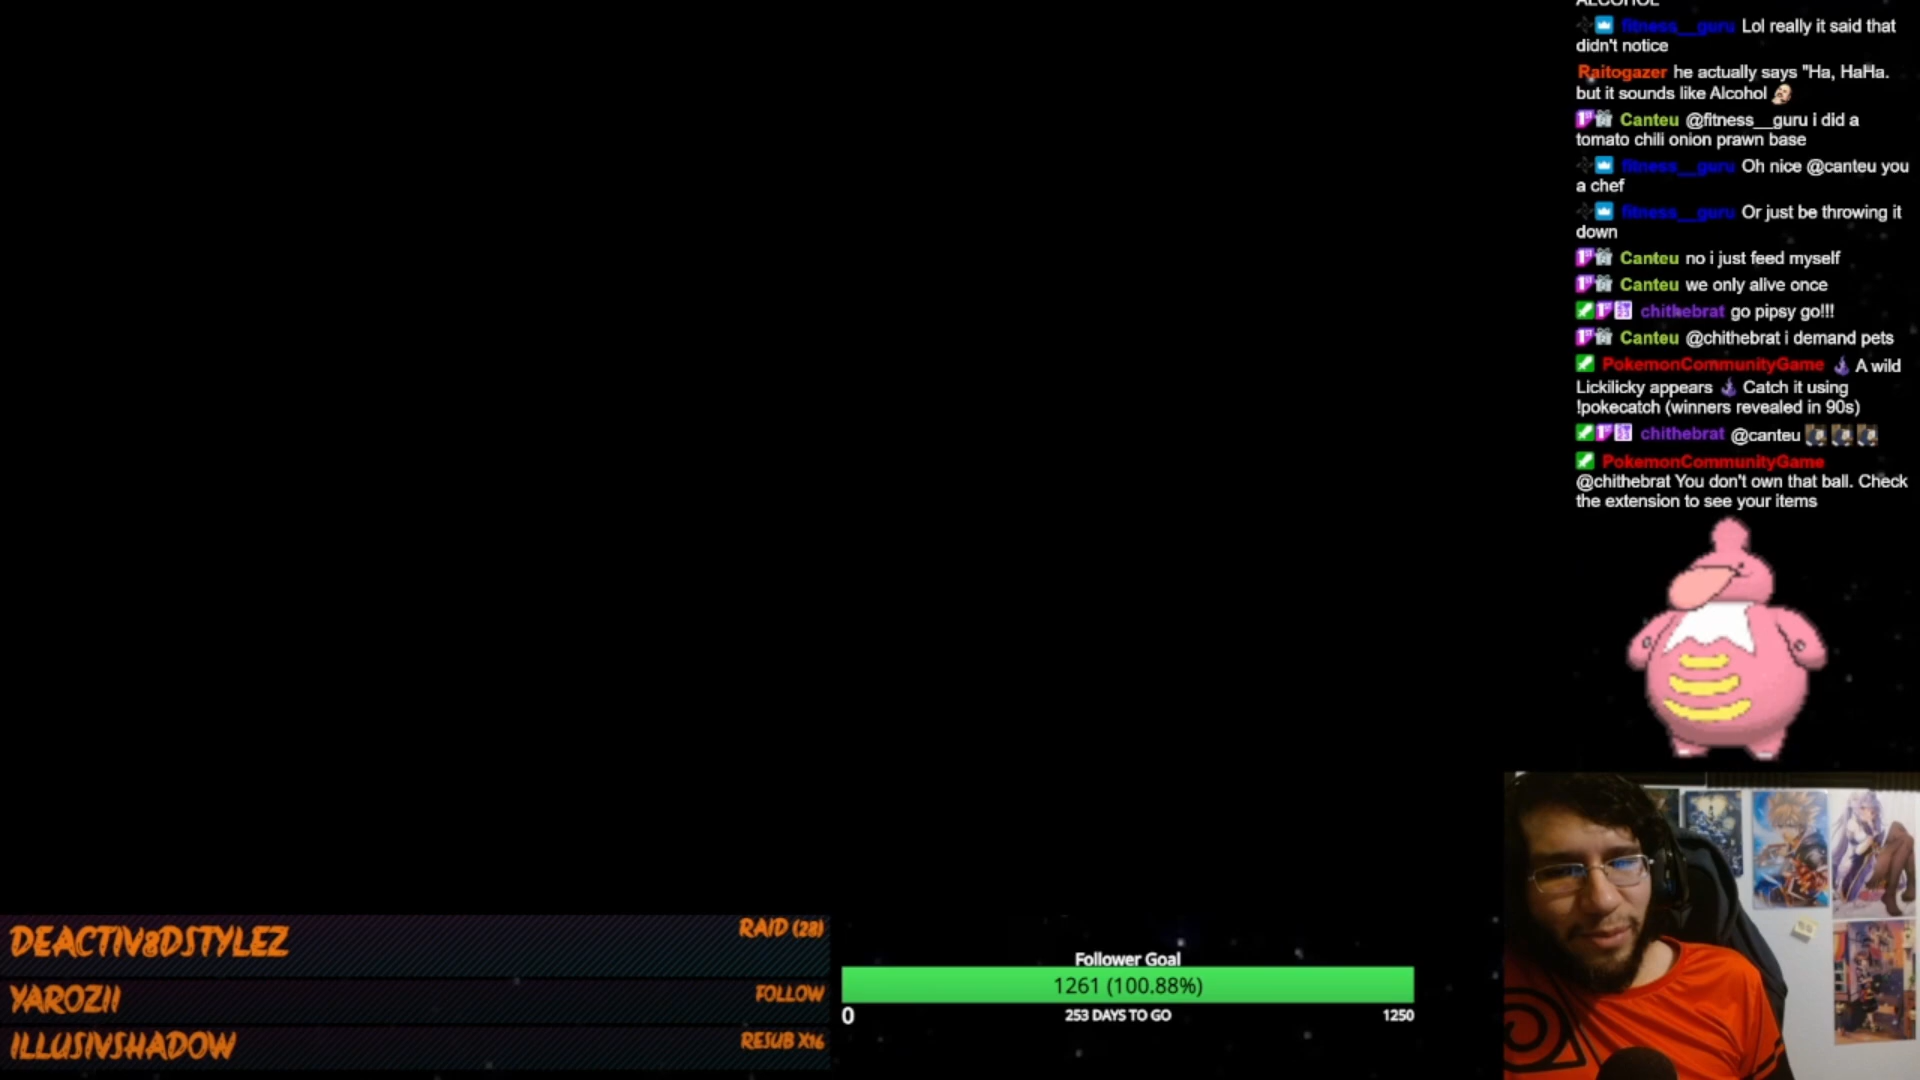 ALCOHOL
fitness__guru Lol really it said that
didn't notice
Raitogazer he actually says "Ha, HaHa.
but it sounds like Alcohol
Canteu @fitness__guru i did a
tomato chili onion prawn base
fitness__guru Oh nice @canteu you
a chef
fitness__guru Or just be throwing it
down
Canteu no i just feed myself
Canteu we only alive once
chithebrat go pipsy go!!!
Canteu @chithebrat i demand pets
PokemonCommunityGame A wild
Lickilicky appears Catch it using
!pokecatch (winners revealed in 90s)
chithebrat @canteu
PokemonCommunityGame
@chithebrat You don't own that ball. Check
the extension to see your items
DEACTIV8DSTYLEZ RAID (28)
YAROZII FOLLOW
ILLUSIVSHADOW RESUB X16
Follower Goal
1261 (100.88%)
0 253 DAYS TO GO 1250